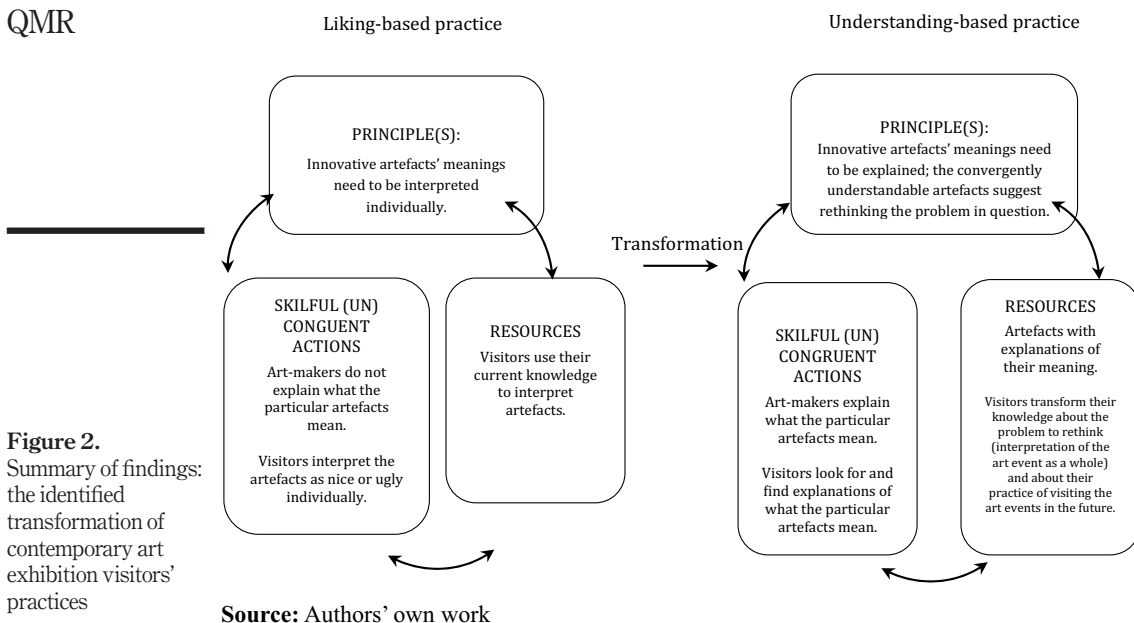 QMR
Liking-based practice
PRINCIPLE(S):
Innovative artefacts’ meanings
need to be interpreted
individually.
SKILFUL (UN)
CONGUENT
ACTIONS
Art-makers do not
explain what the
particular artefacts
mean.
Visitors interpret the
artefacts as nice or ugly
individually.
RESOURCES
Visitors use their
current knowledge
to interpret
artefacts.
Transformation
Understanding-based practice
PRINCIPLE(S):
Innovative artefacts’ meanings need
to be explained; the convergently
understandable artefacts suggest
rethinking the problem in question.
SKILFUL (UN)
CONGRUENT
ACTIONS
Art-makers explain
what the particular
artefacts mean.
Visitors look for and
find explanations of
what the particular
artefacts mean.
RESOURCES
Artefacts with
explanations of
their meaning.
Visitors transform their
knowledge about the
problem to rethink
(interpretation of the
art event as a whole)
and about their
practice of visiting the
art events in the future.
Figure 2.
Summary of findings:
the identified
transformation of
contemporary art
exhibition visitors’
practices
Source: Authors’ own work